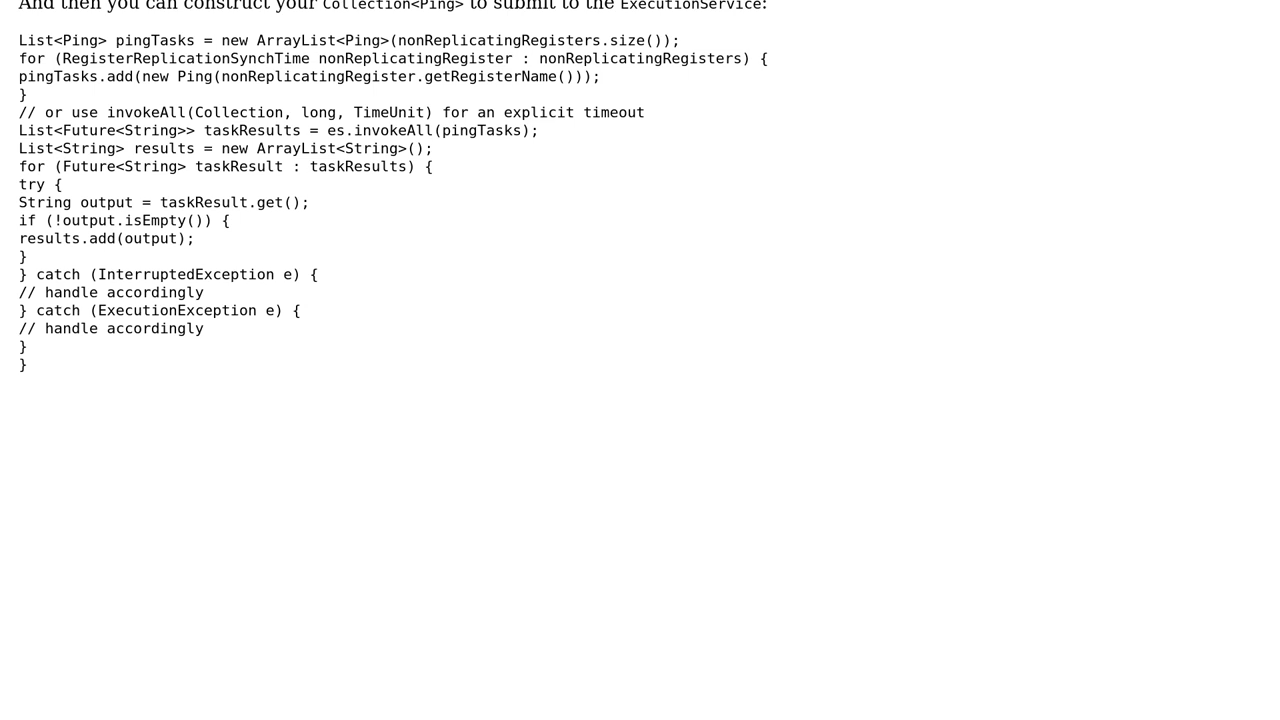 And then you can construct your Collection<Ping> to submit to the ExecutionService:
List<Ping> pingTasks = new ArrayList<Ping>(nonReplicatingRegisters.size());
for (RegisterReplicationSynchTime nonReplicatingRegister : nonReplicatingRegisters) {
pingTasks.add(new Ping(nonReplicatingRegister.getRegisterName()));
}
// or use invokeAll(Collection, long, TimeUnit) for an explicit timeout
List<Future<String>> taskResults = es.invokeAll(pingTasks);
List<String> results = new ArrayList<String>();
for (Future<String> taskResult : taskResults) {
try {
String output = taskResult.get();
if (!output.isEmpty()) {
results.add(output);
}
} catch (InterruptedException e) {
// handle accordingly
} catch (ExecutionException e) {
// handle accordingly
}
}